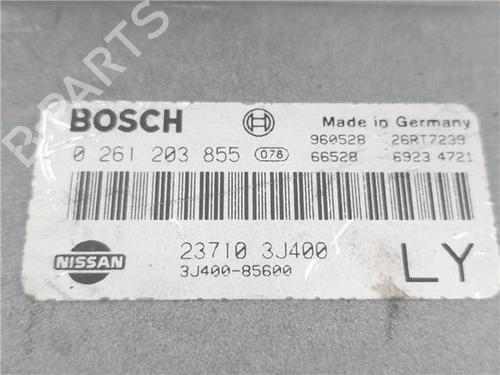 BOSCH
Made in Germany
960528 26RT7239
0 261 203 855 078
66528 6923 4721
23710 3J400
NISSAN
3J400-85600
LY